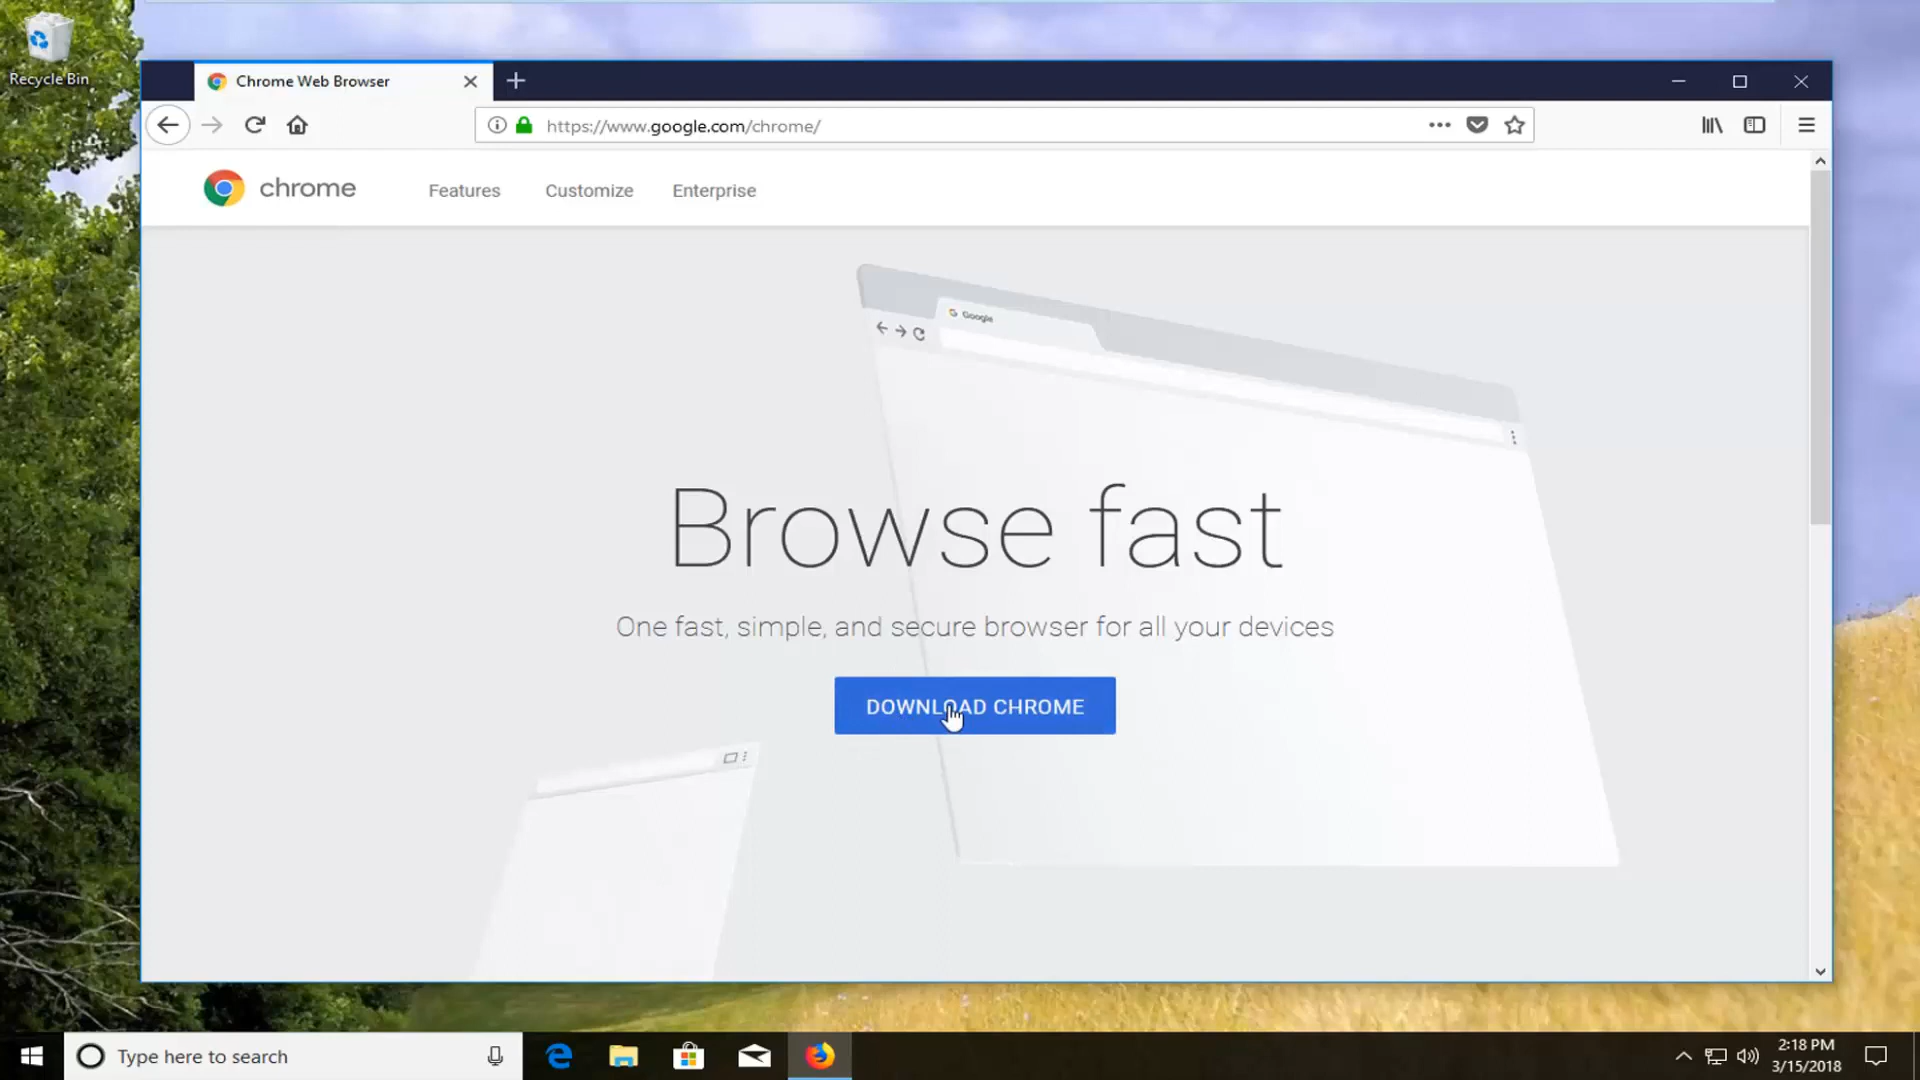 Recycle Bin
Chrome Web Browser
https://www.google.com/chrome/
chrome
Features
Customize
Enterprise
Google
Browse fast
One fast, simple, and secure browser for all your devices
DOWNLOAD CHROME
Type here to search
2:18 PM
3/15/2018